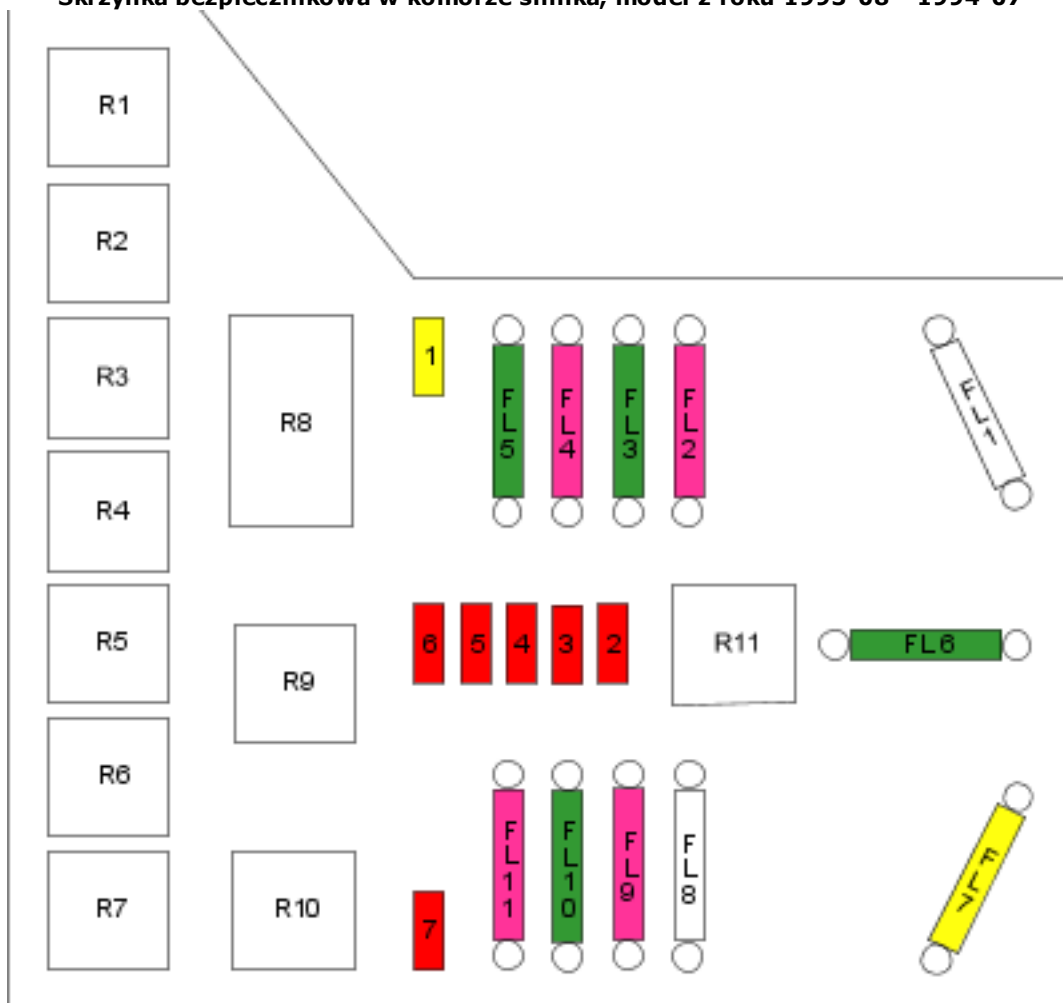 Skrzynka bezpiecznikowa w komorze silnika, model z roku 1993-08 - 1994-07
R1
R2
R3
R4
R5
R6
R7
R8
R9
R10
1
FL5
FL4
FL3
FL2
FL1
6
5
4
3
2
R11
FL6
7
FL11
FL10
FL9
FL8
FL7